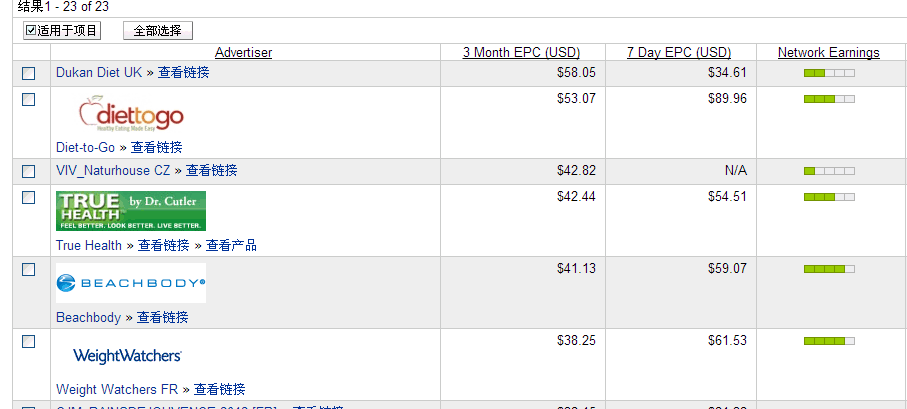 结果1 - 23 of 23
适用于项目 全部选择
Advertiser 3 Month EPC (USD) 7 Day EPC (USD) Network Earnings
Dukan Diet UK » 查看链接 $58.05 $34.61
diettogo $53.07 $89.96
Healthy Eating Made Easy
Diet-to-Go » 查看链接
VIV_Naturhouse CZ » 查看链接 $42.82 N/A
TRUE HEALTH by Dr. Cutler $42.44 $54.51
FEEL BETTER. LOOK BETTER. LIVE BETTER.
True Health » 查看链接 » 查看产品
BEACHBODY® $41.13 $59.07
Beachbody » 查看链接
WeightWatchers $38.25 $61.53
Weight Watchers FR » 查看链接